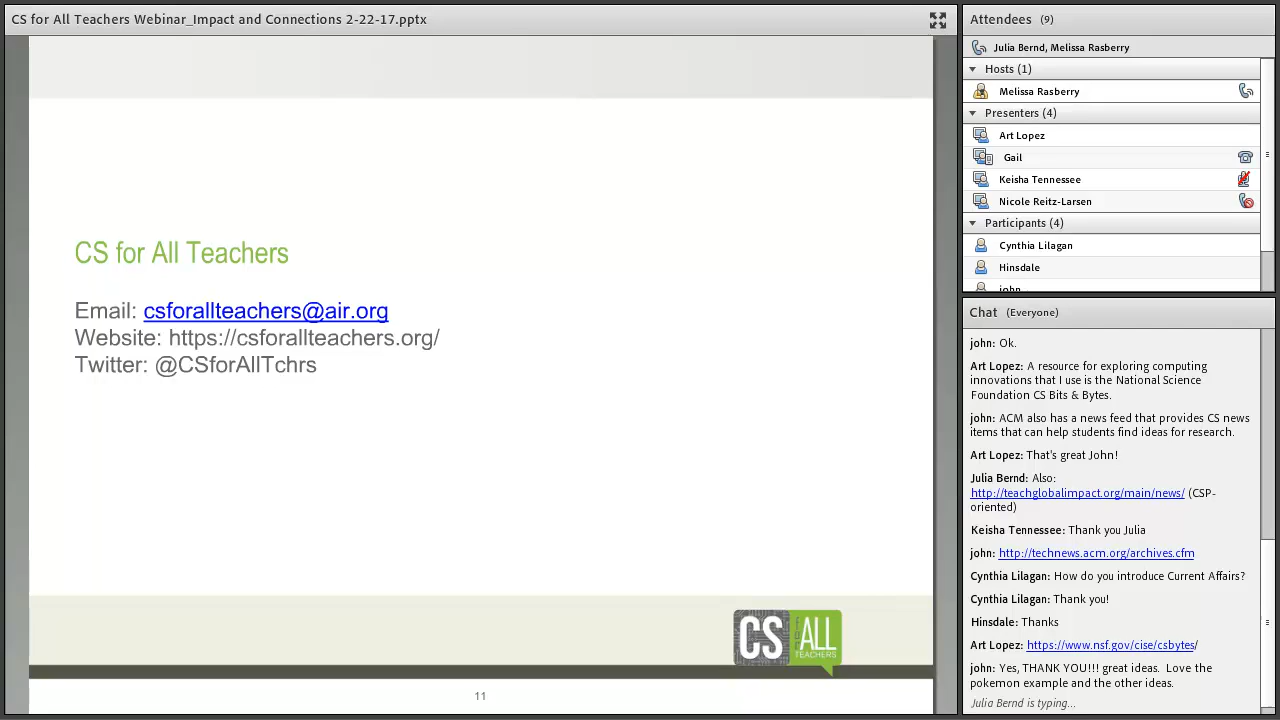 CS for All Teachers Webinar_Impact and Connections 2-22-17.pptx
CS for All Teachers
Email: csforallteachers@air.org
Website: https://csforallteachers.org/
Twitter: @CSforAllTchrs
CS ALL
TEACHERS
11
Attendees (9)
Julia Bernd, Melissa Rasberry
Hosts (1)
Melissa Rasberry
Presenters (4)
Art Lopez
Gail
Keisha Tennessee
Nicole Reitz-Larsen
Participants (4)
Cynthia Lilagan
Hinsdale
john
Chat (Everyone)
john: Ok.
Art Lopez: A resource for exploring computing
innovations that I use is the National Science
Foundation CS Bits & Bytes.
john: ACM also has a news feed that provides CS news
items that can help students find ideas for research.
Art Lopez: That's great John!
Julia Bernd: Also:
http://teachglobalimpact.org/main/news/ (CSP-
oriented)
Keisha Tennessee: Thank you Julia
john: http://technews.acm.org/archives.cfm
Cynthia Lilagan: How do you introduce Current Affairs?
Cynthia Lilagan: Thank you!
Hinsdale: Thanks
Art Lopez: https://www.nsf.gov/cise/csbytes/
john: Yes, THANK YOU!!! great ideas. Love the
pokemon example and the other ideas.
Julia Bernd is typing...